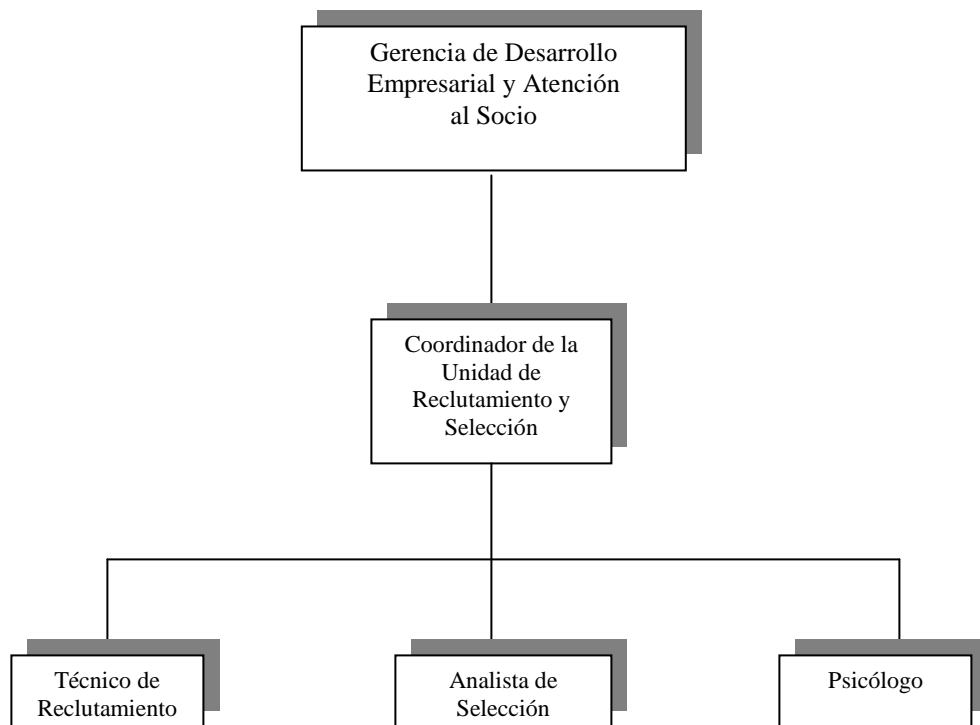 Gerencia de Desarrollo
Empresarial y Atención
al Socio
Coordinador de la
Unidad de
Reclutamiento y
Selección
Técnico de
Reclutamiento
Analista de
Selección
Psicólogo